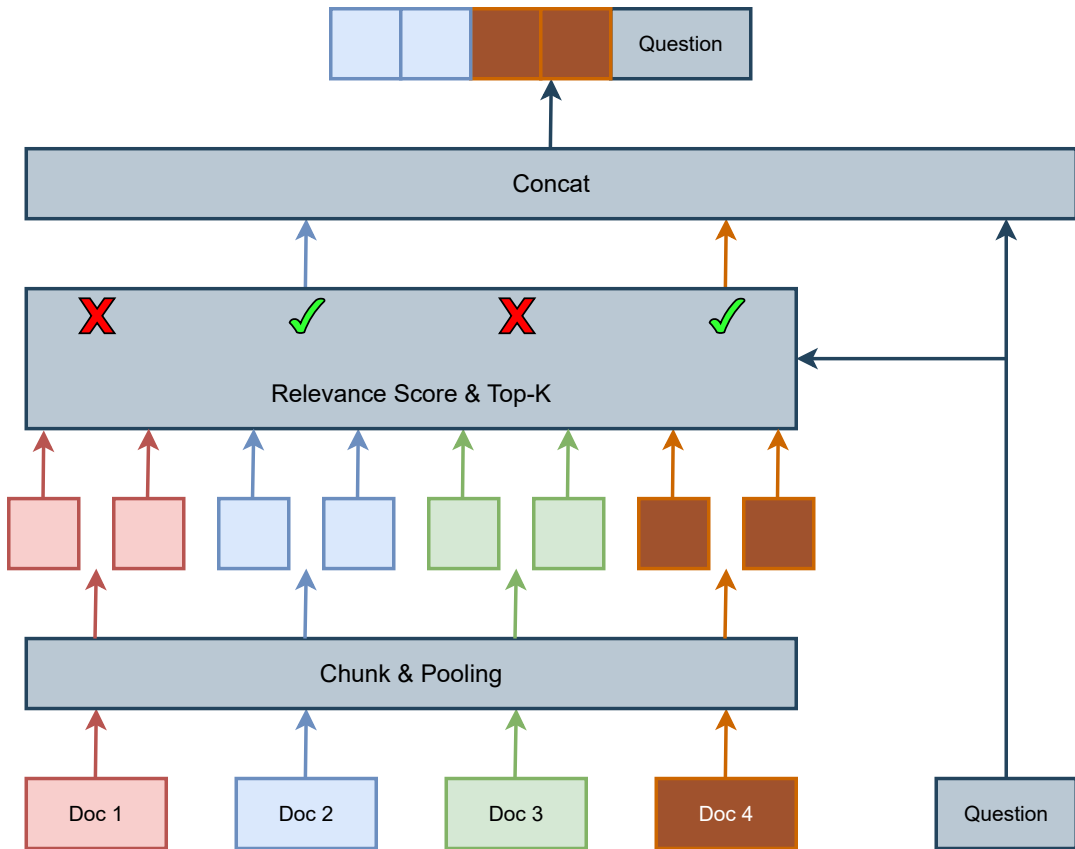 Question
Concat
Relevance Score & Top-K
Chunk & Pooling
Doc 1
Doc 2
Doc 3
Doc 4
Question